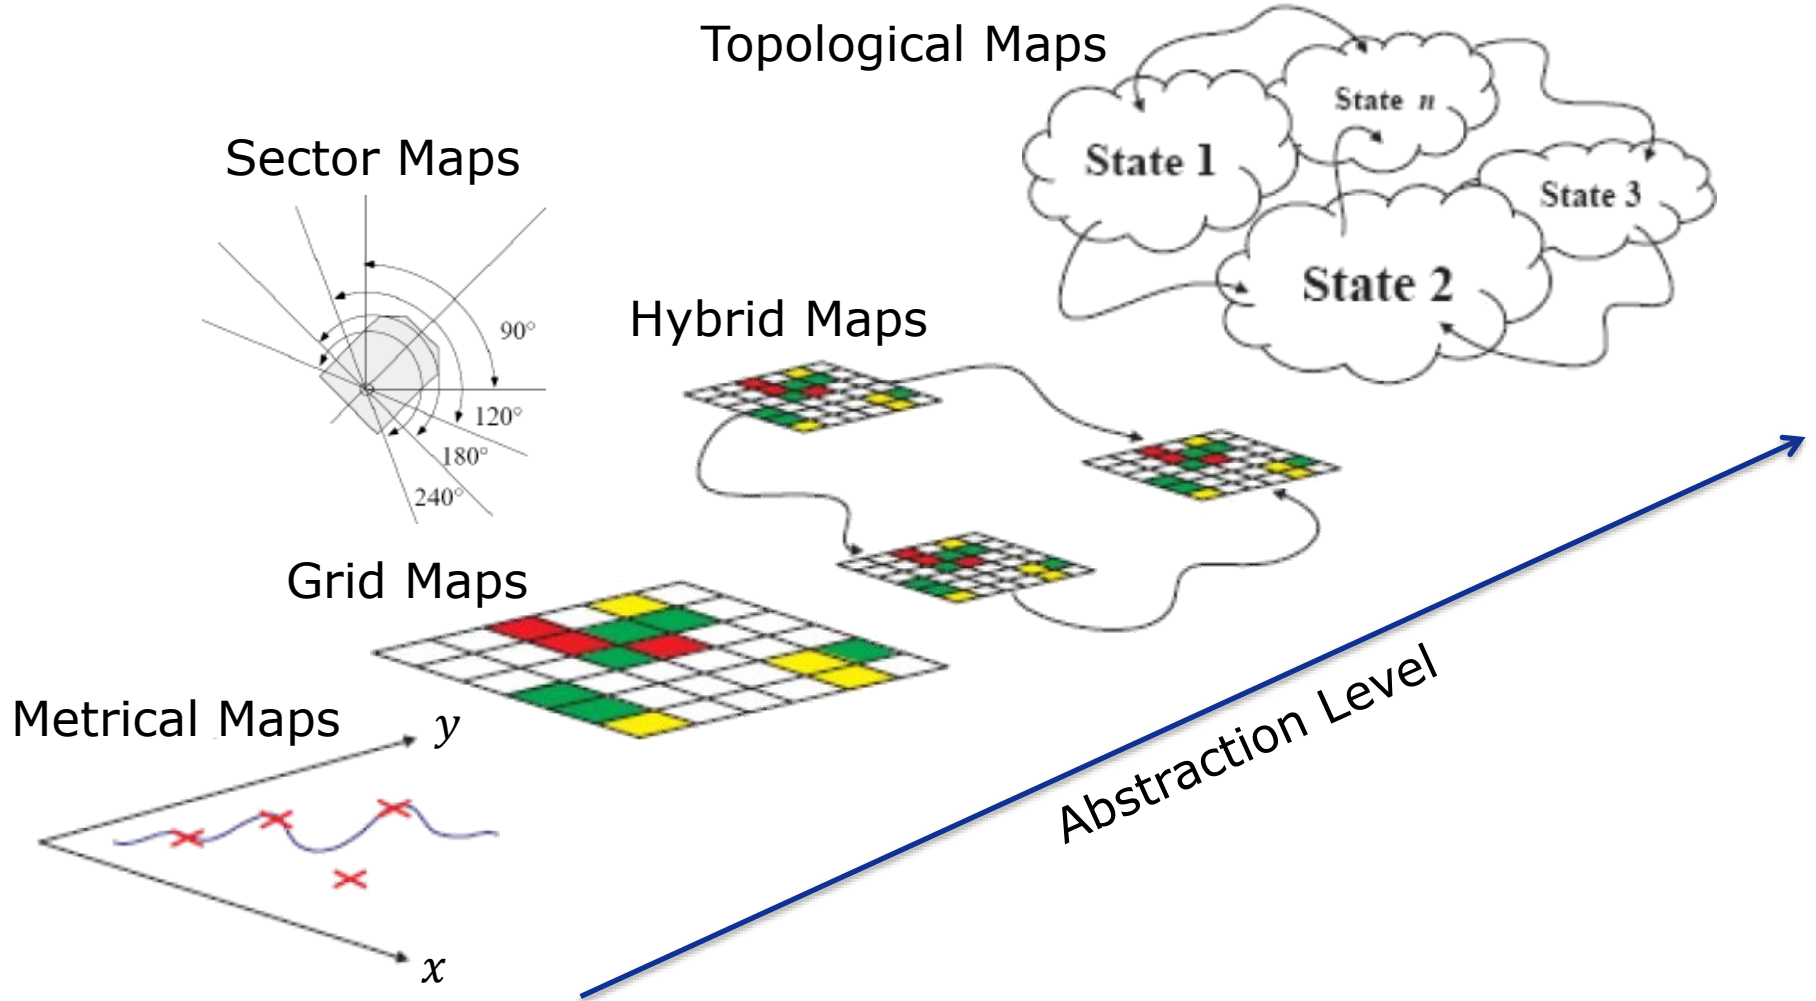 Topological Maps
State n
State 1
Sector Maps
State 3
State 2
Hybrid Maps
90°
120°
180°
240°
Grid Maps
Abstraction Level
Metrical Maps
y
x